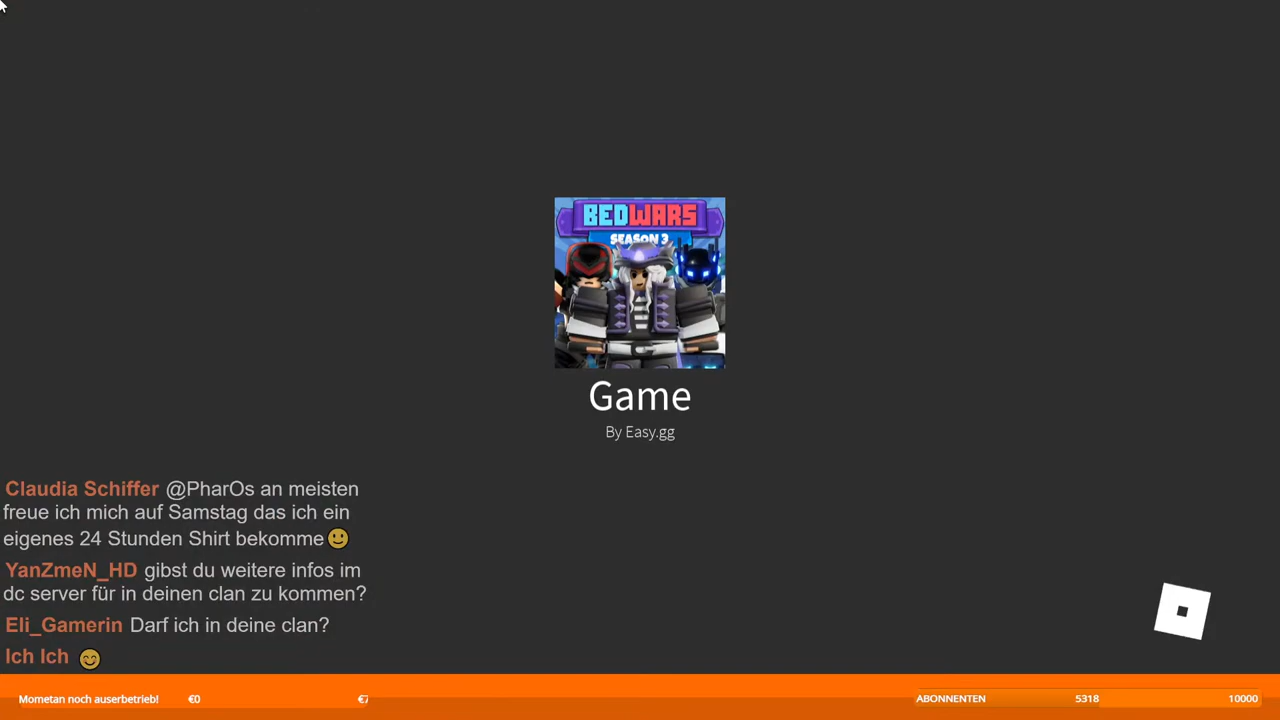 BEDWARS
SEASON 3
Game
By Easy.gg
Claudia Schiffer @PharOs an meisten
freue ich mich auf Samstag das ich ein
eigenes 24 Stunden Shirt bekomme
YanZmeN_HD gibst du weitere infos im
dc server für in deinen clan zu kommen?
Eli_Gamerin Darf ich in deine clan?
Ich Ich
Mometan noch auserbetrieb! €0 €7
ABONNENTEN 5318 10000